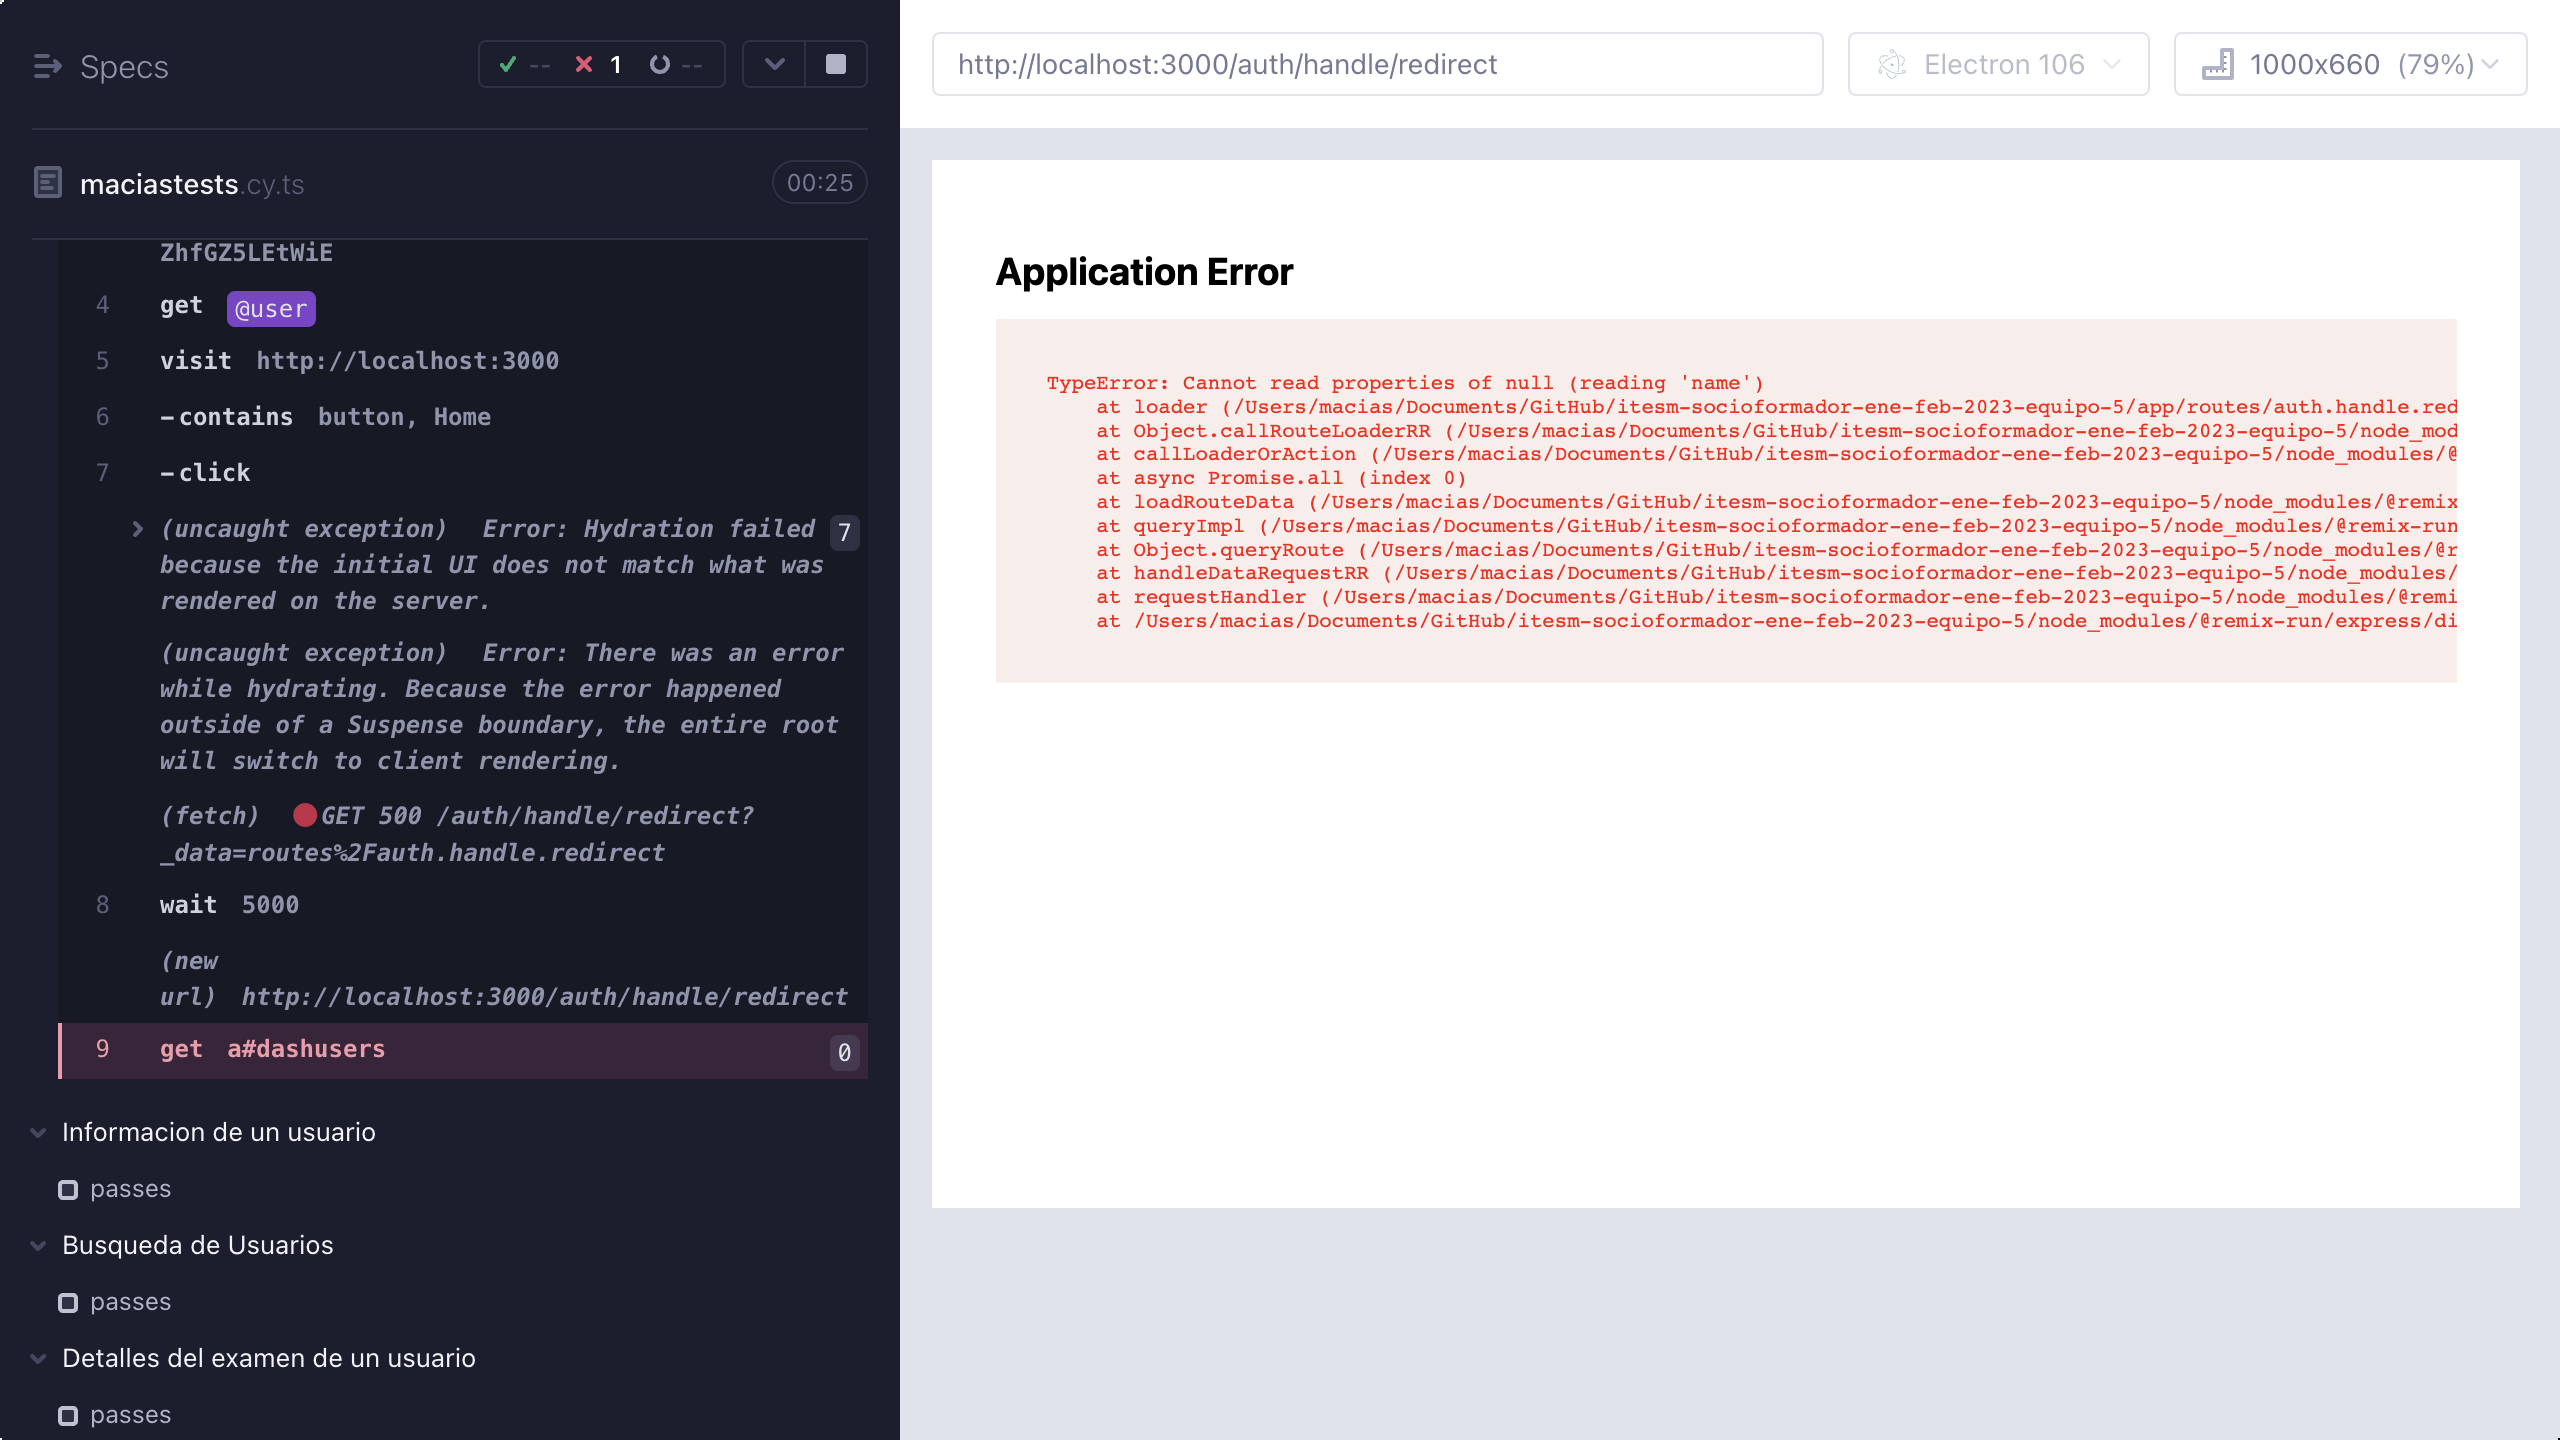 Specs
-- 1 --
maciastests.cy.ts
00:25
ZhfGZ5LEtWiE
4 get @user
5 visit http://localhost:3000
6 -contains button, Home
7 -click
(uncaught exception) Error: Hydration failed 7
because the initial UI does not match what was
rendered on the server.
(uncaught exception) Error: There was an error
while hydrating. Because the error happened
outside of a Suspense boundary, the entire root
will switch to client rendering.
(fetch) GET 500 /auth/handle/redirect?
_data=routes%2Fauth.handle.redirect
8 wait 5000
(new
url) http://localhost:3000/auth/handle/redirect
9 get a#dashusers 0
Informacion de un usuario
passes
Busqueda de Usuarios
passes
Detalles del examen de un usuario
passes
http://localhost:3000/auth/handle/redirect
Electron 106
1000x660 (79%)
Application Error
TypeError: Cannot read properties of null (reading 'name')
at loader (/Users/macias/Documents/GitHub/itesm-socioformador-ene-feb-2023-equipo-5/app/routes/auth.handle.red
at Object.callRouteLoaderRR (/Users/macias/Documents/GitHub/itesm-socioformador-ene-feb-2023-equipo-5/node_mod
at callLoaderOrAction (/Users/macias/Documents/GitHub/itesm-socioformador-ene-feb-2023-equipo-5/node_modules/@
at async Promise.all (index 0)
at loadRouteData (/Users/macias/Documents/GitHub/itesm-socioformador-ene-feb-2023-equipo-5/node_modules/@remix
at queryImpl (/Users/macias/Documents/GitHub/itesm-socioformador-ene-feb-2023-equipo-5/node_modules/@remix-run
at Object.queryRoute (/Users/macias/Documents/GitHub/itesm-socioformador-ene-feb-2023-equipo-5/node_modules/@r
at handleDataRequestRR (/Users/macias/Documents/GitHub/itesm-socioformador-ene-feb-2023-equipo-5/node_modules/
at requestHandler (/Users/macias/Documents/GitHub/itesm-socioformador-ene-feb-2023-equipo-5/node_modules/@remi
at /Users/macias/Documents/GitHub/itesm-socioformador-ene-feb-2023-equipo-5/node_modules/@remix-run/express/di